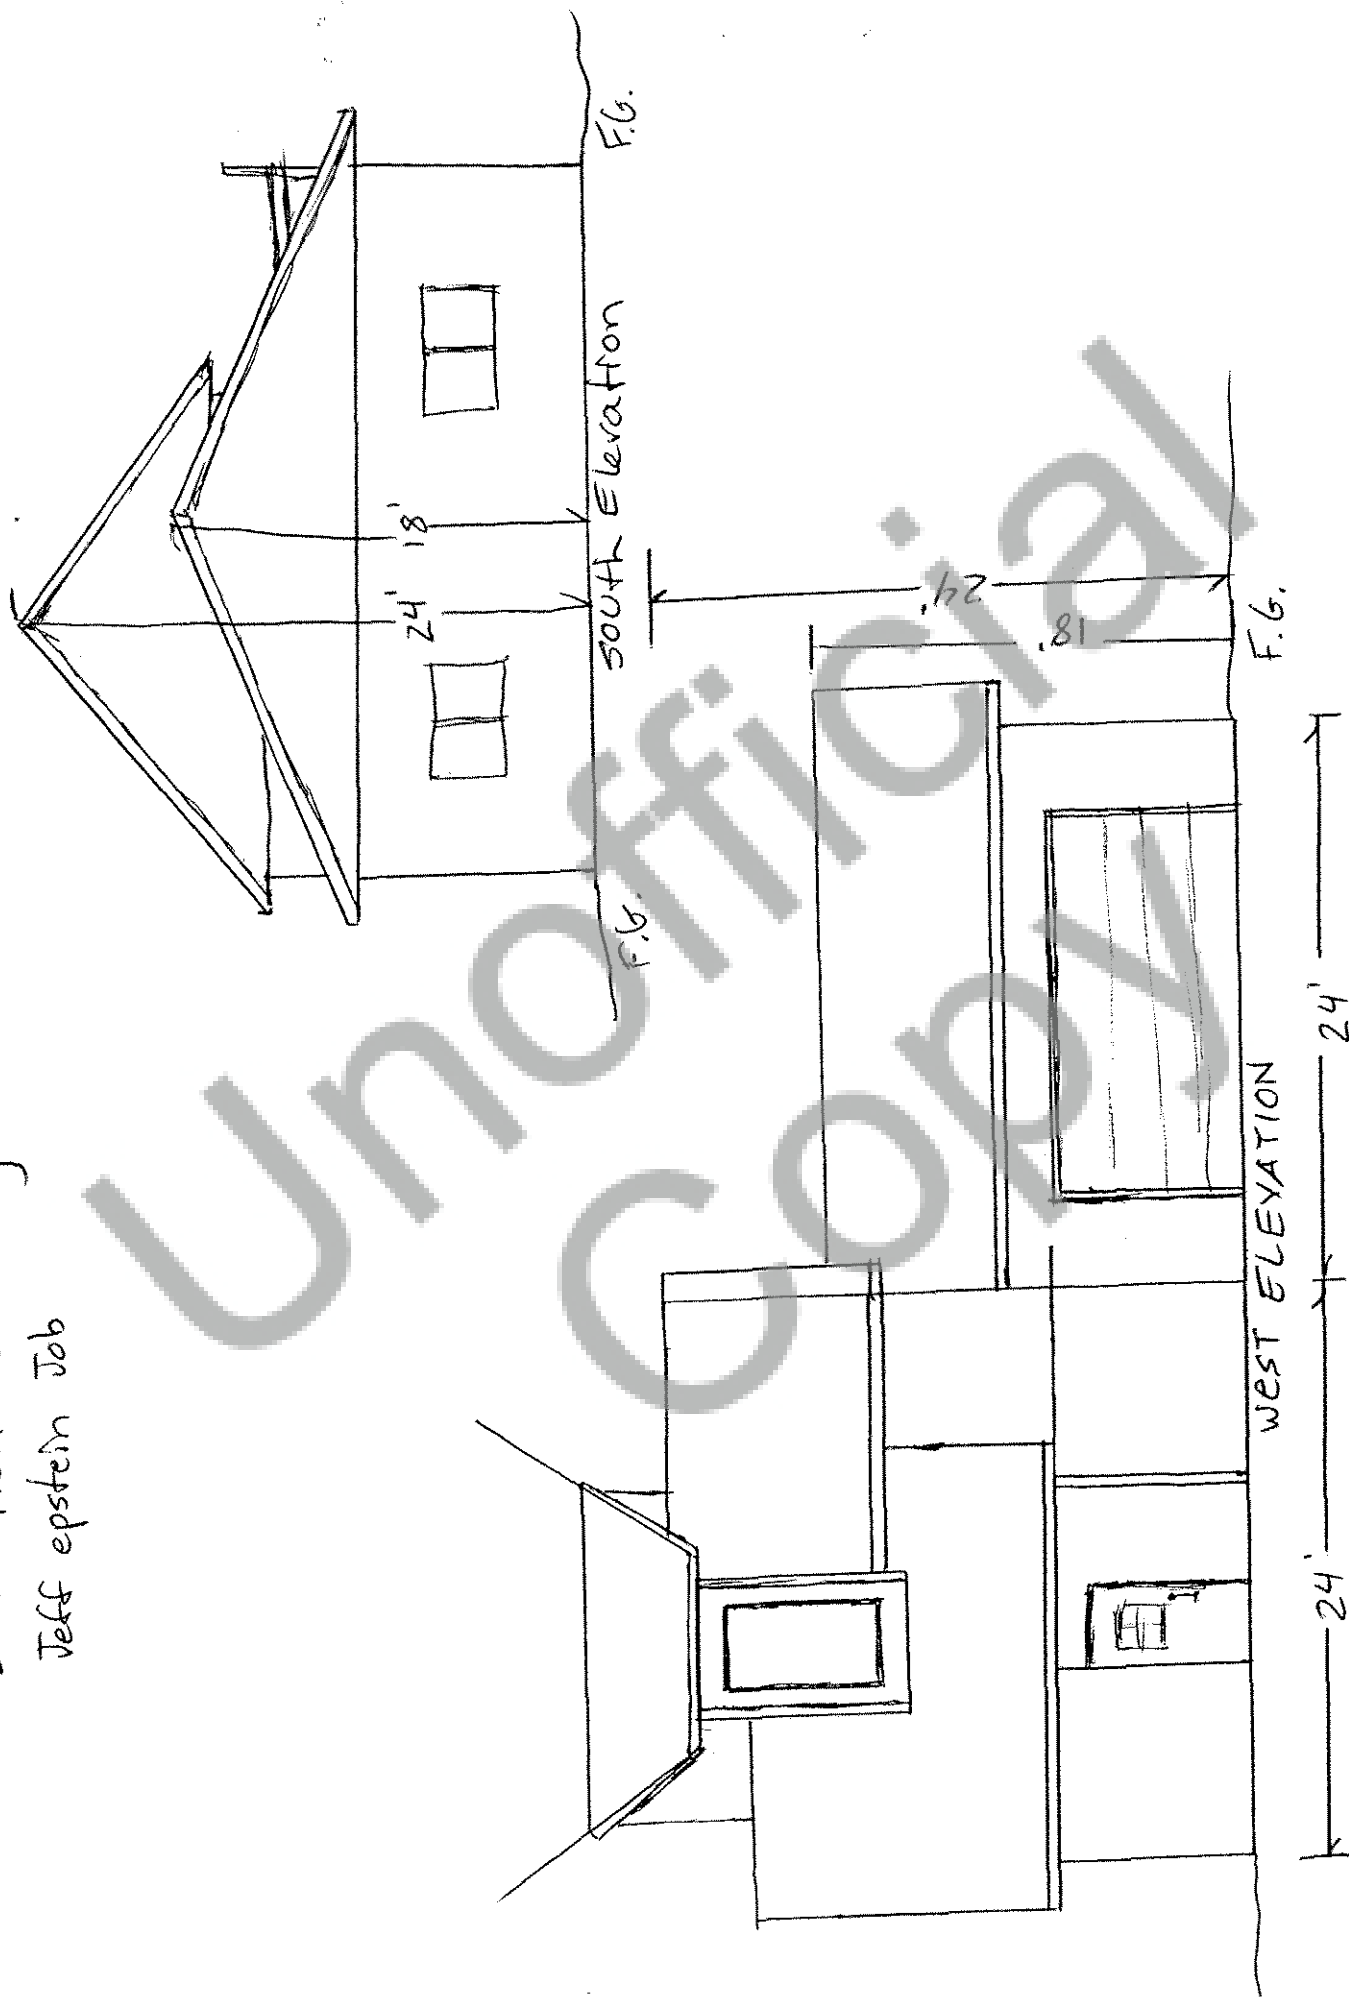 Jeff epstein Job
24'
18'
F.G.
South Elevation
F.G.
24'
18'
F.G.
West ELEVATION
24'
24'
Unofficial
Copy